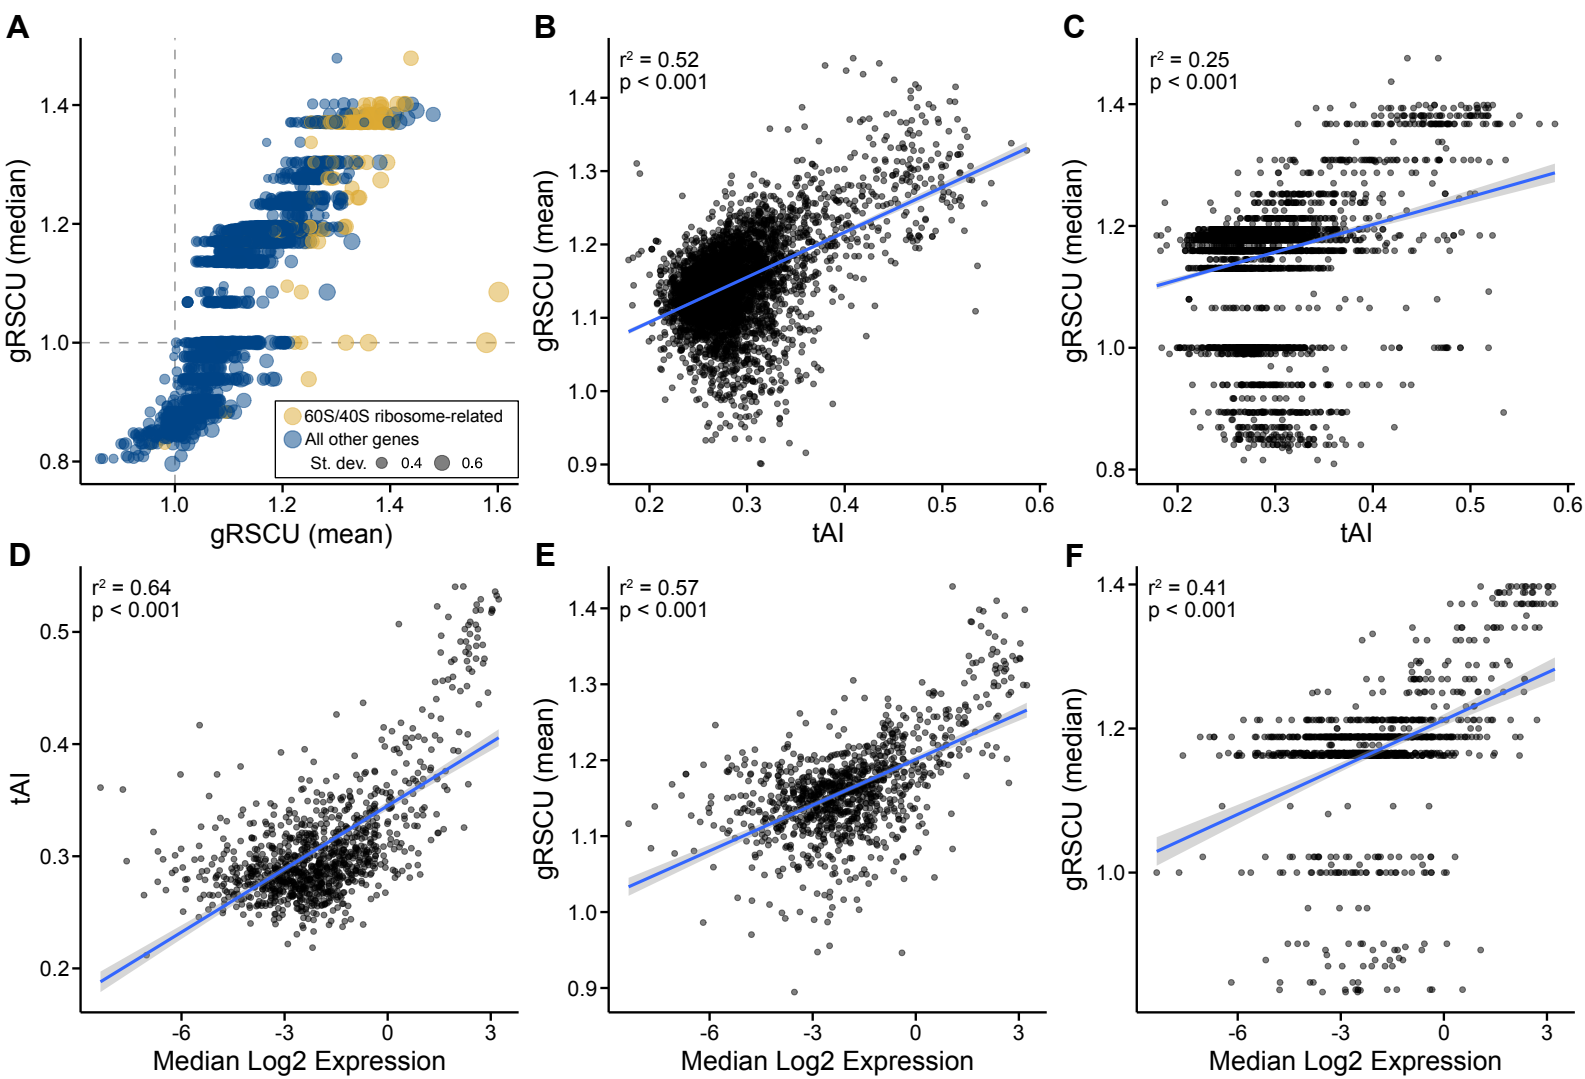 A
1.4
1.2
1.0
0.8
gRSCU (median)
1.0
1.2
1.4
1.6
gRSCU (mean)
60S/40S ribosome-related
All other genes
St. dev. 0.4 0.6
B
r² = 0.52
p < 0.001
1.4
1.3
1.2
1.1
1.0
0.9
gRSCU (mean)
0.2
0.3
0.4
0.5
0.6
tAI
C
r² = 0.25
p < 0.001
1.4
1.2
1.0
0.8
gRSCU (median)
0.2
0.3
0.4
0.5
0.6
tAI
D
r² = 0.64
p < 0.001
0.5
0.4
0.3
0.2
tAI
-6
-3
0
3
Median Log2 Expression
E
r² = 0.57
p < 0.001
1.4
1.3
1.2
1.1
1.0
0.9
gRSCU (mean)
-6
-3
0
3
Median Log2 Expression
F
r² = 0.41
p < 0.001
1.4
1.2
1.0
gRSCU (median)
-6
-3
0
3
Median Log2 Expression